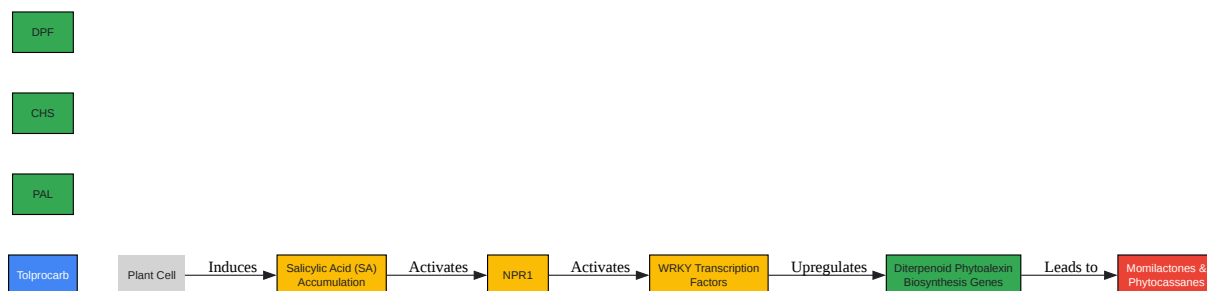 DPF
CHS
PAL
Tolprocarb
Plant Cell
Induces
Salicylic Acid (SA)
Accumulation
Activates
NPR1
Activates
WRKY Transcription
Factors
Upregulates
Diterpenoid Phytoalexin
Biosynthesis Genes
Leads to
Momilactones &
Phytocassanes